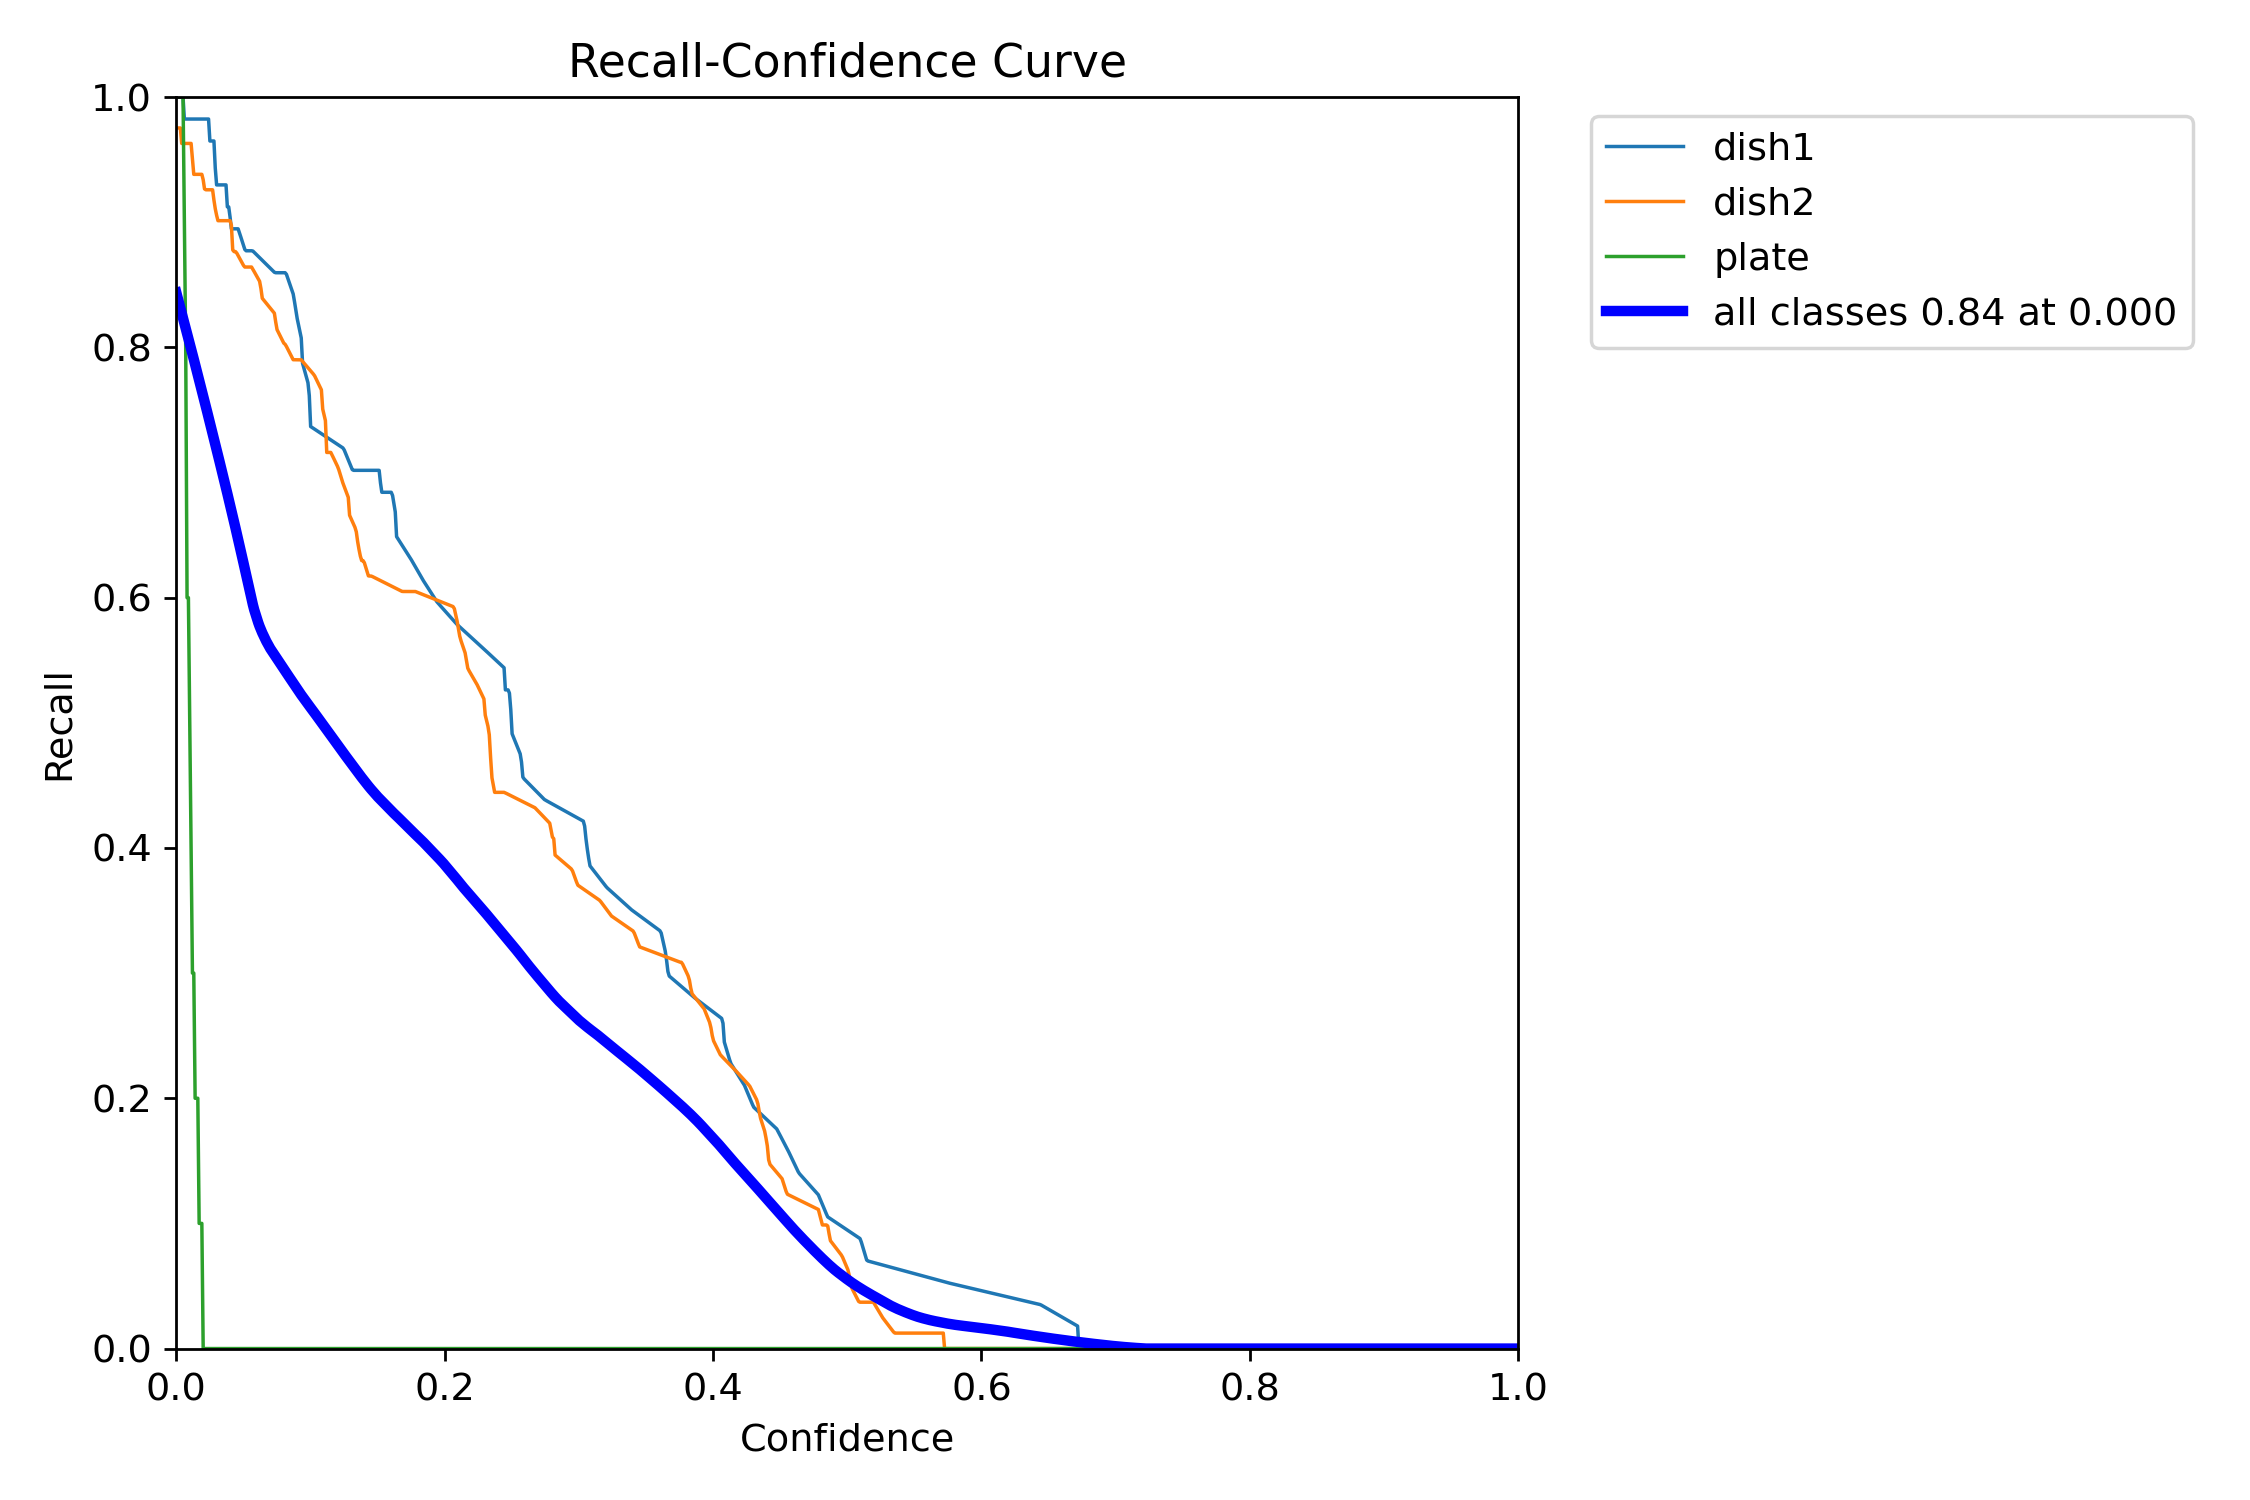 Recall-Confidence Curve
1.0
0.8
0.6
0.4
0.2
0.0
Recall
0.0 0.2 0.4 0.6 0.8 1.0
Confidence
dish1
dish2
plate
all classes 0.84 at 0.000